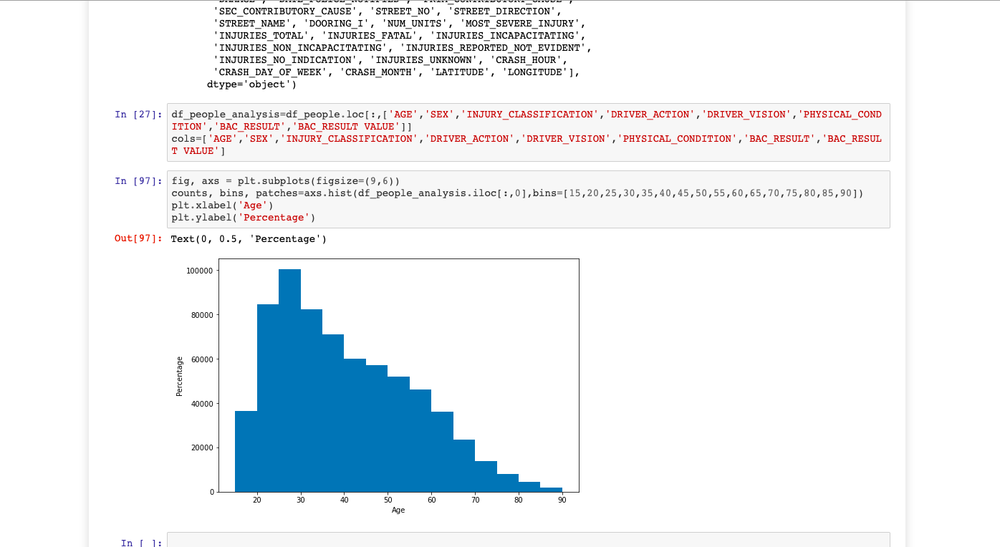 'SEC_CONTRIBUTORY_CAUSE', 'STREET_NO', 'STREET_DIRECTION',
'STREET_NAME', 'DOORING_I', 'NUM_UNITS', 'MOST_SEVERE_INJURY',
'INJURIES_TOTAL', 'INJURIES_FATAL', 'INJURIES_INCAPACITATING',
'INJURIES_NON_INCAPACITATING', 'INJURIES_REPORTED_NOT_EVIDENT',
'INJURIES_NO_INDICATION', 'INJURIES_UNKNOWN', 'CRASH_HOUR',
'CRASH_DAY_OF_WEEK', 'CRASH_MONTH', 'LATITUDE', 'LONGITUDE'],
dtype='object')
In [27]: df_people_analysis=df_people.loc[:,['AGE','SEX','INJURY_CLASSIFICATION','DRIVER_ACTION','DRIVER_VISION','PHYSICAL_COND
ITION','BAC_RESULT','BAC_RESULT VALUE']]
cols=['AGE','SEX','INJURY_CLASSIFICATION','DRIVER_ACTION','DRIVER_VISION','PHYSICAL_CONDITION','BAC_RESULT','BAC_RESUL
T VALUE']
In [97]: fig, axs = plt.subplots(figsize=(9,6))
counts, bins, patches=axs.hist(df_people_analysis.iloc[:,0],bins=[15,20,25,30,35,40,45,50,55,60,65,70,75,80,85,90])
plt.xlabel('Age')
plt.ylabel('Percentage')
Out[97]: Text(0, 0.5, 'Percentage')
100000
80000
60000
40000
20000
0
Percentage
20 30 40 50 60 70 80 90
Age
In [ ]: